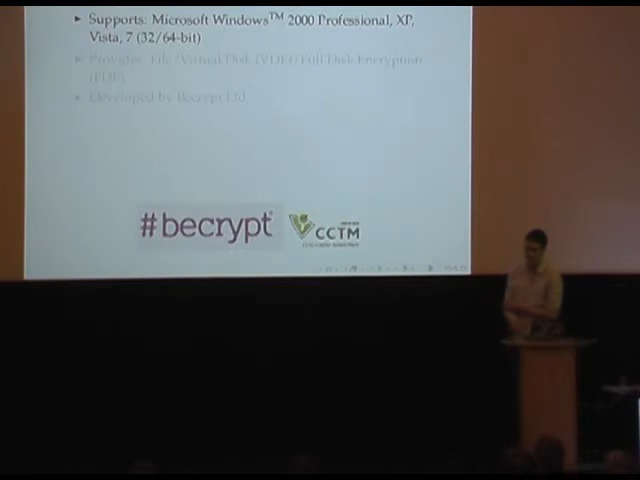 ▸ Supports: Microsoft Windows™ 2000 Professional, XP,
Vista, 7 (32/64-bit)
▸ Provides: File/Virtual Disk (VDE)/Full Disk Encryption
(FDE)
▸ Developed by Becrypt Ltd.
#becrypt
CCTM